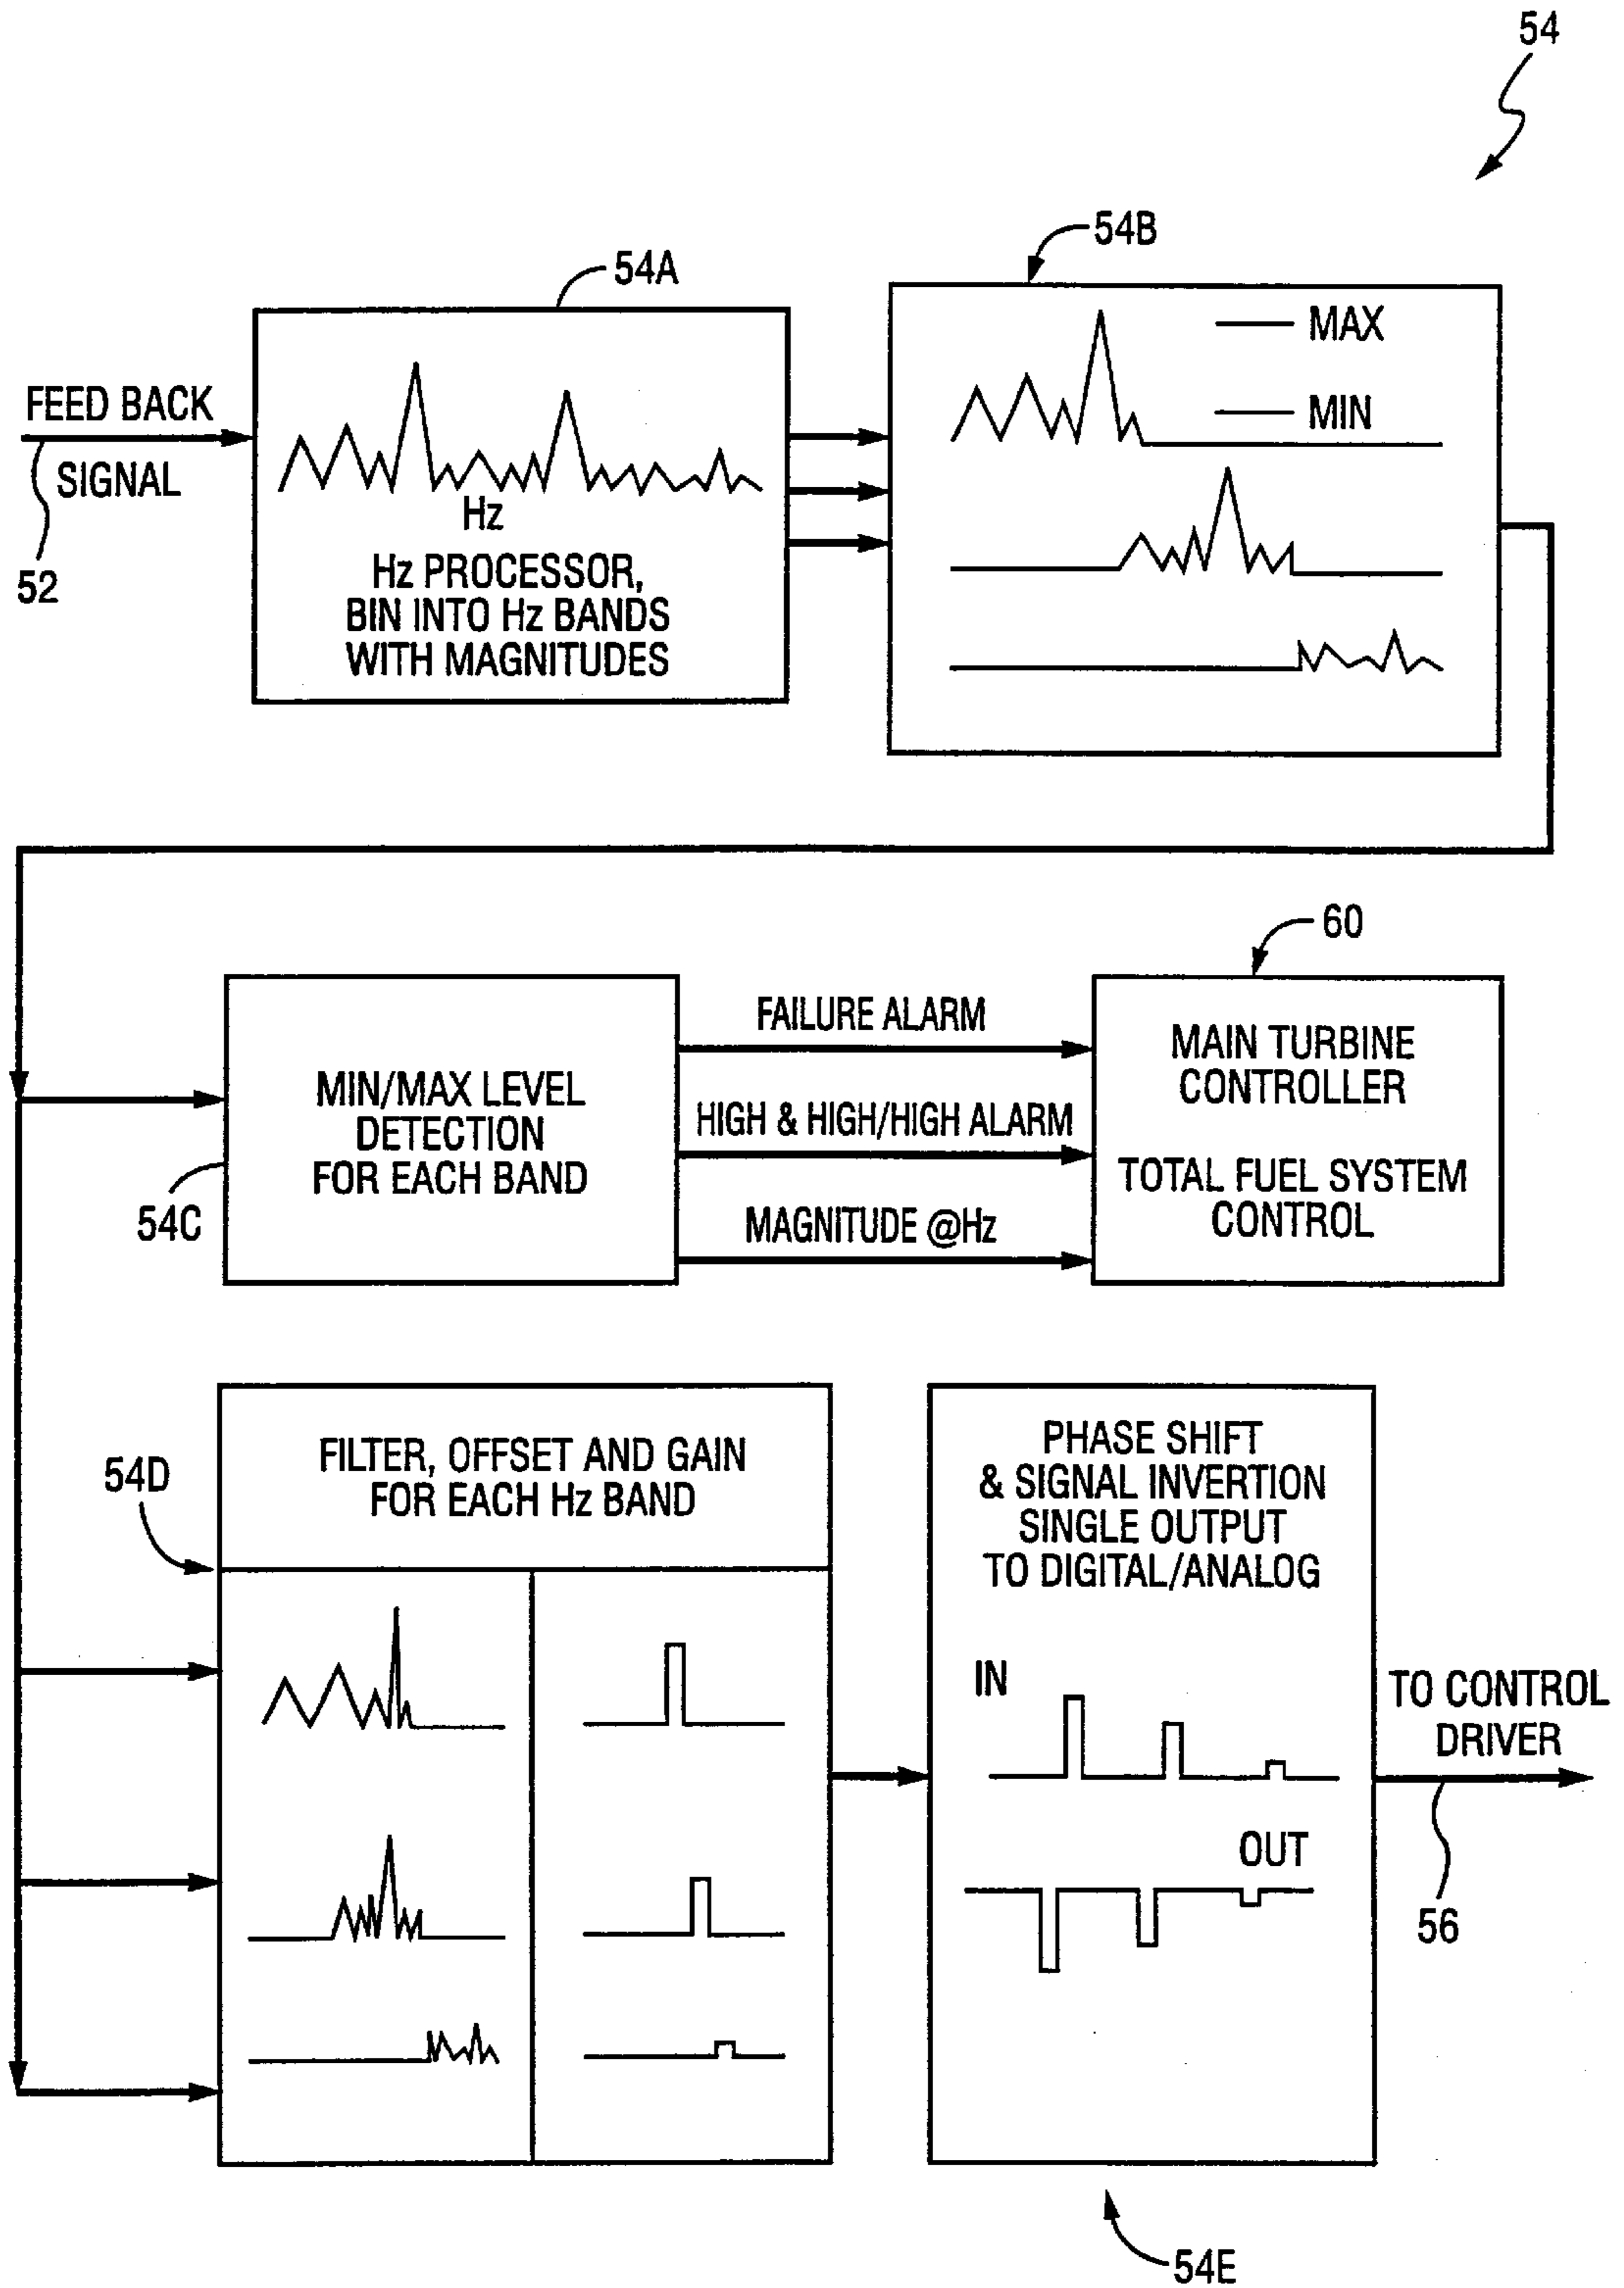 54
54B
54A
MAX
MIN
FEED BACK
SIGNAL
52
Hz
Hz PROCESSOR,
BIN INTO Hz BANDS
WITH MAGNITUDES
60
FAILURE ALARM
MAIN TURBINE
CONTROLLER
MIN/MAX LEVEL
DETECTION
FOR EACH BAND
HIGH & HIGH/HIGH ALARM
TOTAL FUEL SYSTEM
CONTROL
54C
MAGNITUDE @Hz
54D
FILTER, OFFSET AND GAIN
FOR EACH Hz BAND
PHASE SHIFT
& SIGNAL INVERTION
SINGLE OUTPUT
TO DIGITAL/ANALOG
IN
TO CONTROL
DRIVER
OUT
56
54E